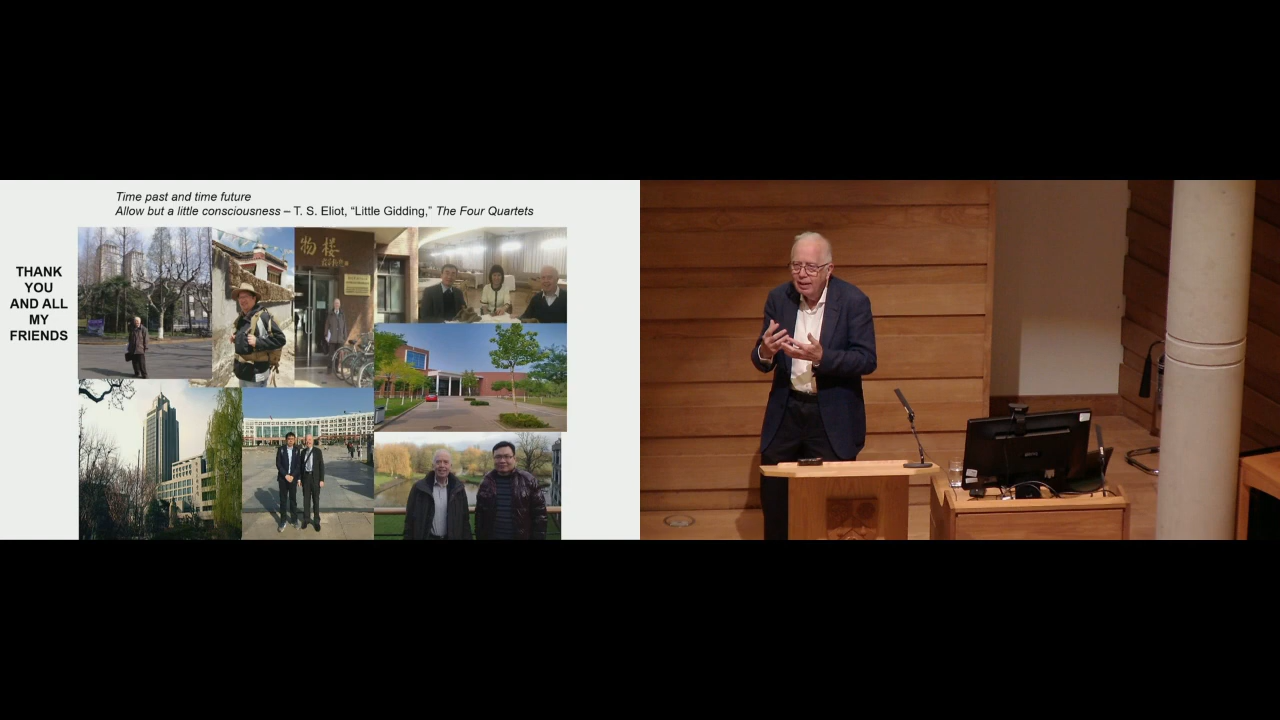 Time past and time future
Allow but a little consciousness – T. S. Eliot, “Little Gidding,” The Four Quartets
THANK
YOU
AND ALL
MY
FRIENDS
物楼